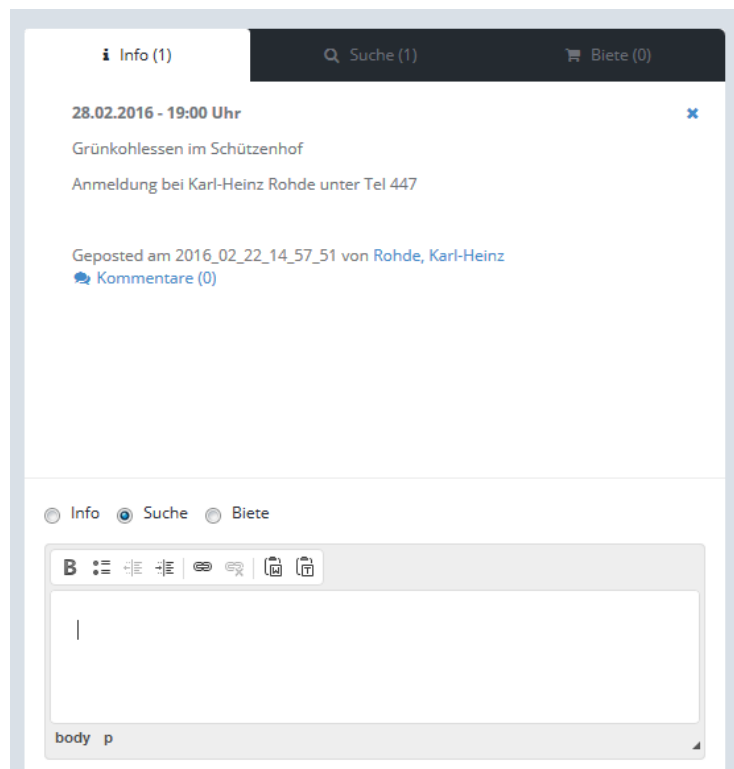 Info (1) Suche (1) Biete (0)
28.02.2016 - 19:00 Uhr
Grünkohlessen im Schützenhof
Anmeldung bei Karl-Heinz Rohde unter Tel 447
Geposted am 2016_02_22_14_57_51 von Rohde, Karl-Heinz
Kommentare (0)
Info Suche Biete
B
body p